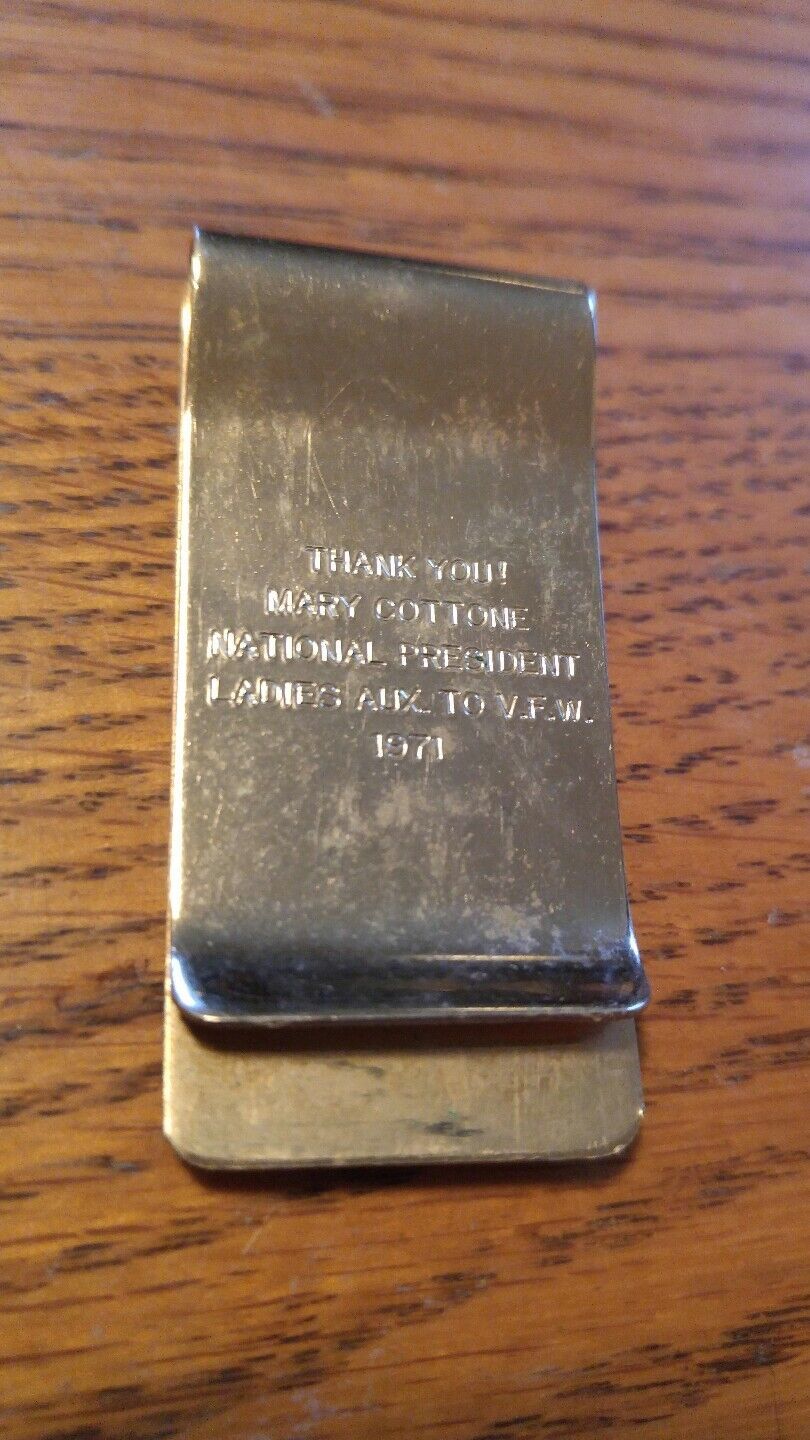 THANK YOU!
MARY COTTONE
NATIONAL PRESIDENT
LADIES AUX. TO V.F.W.
1971